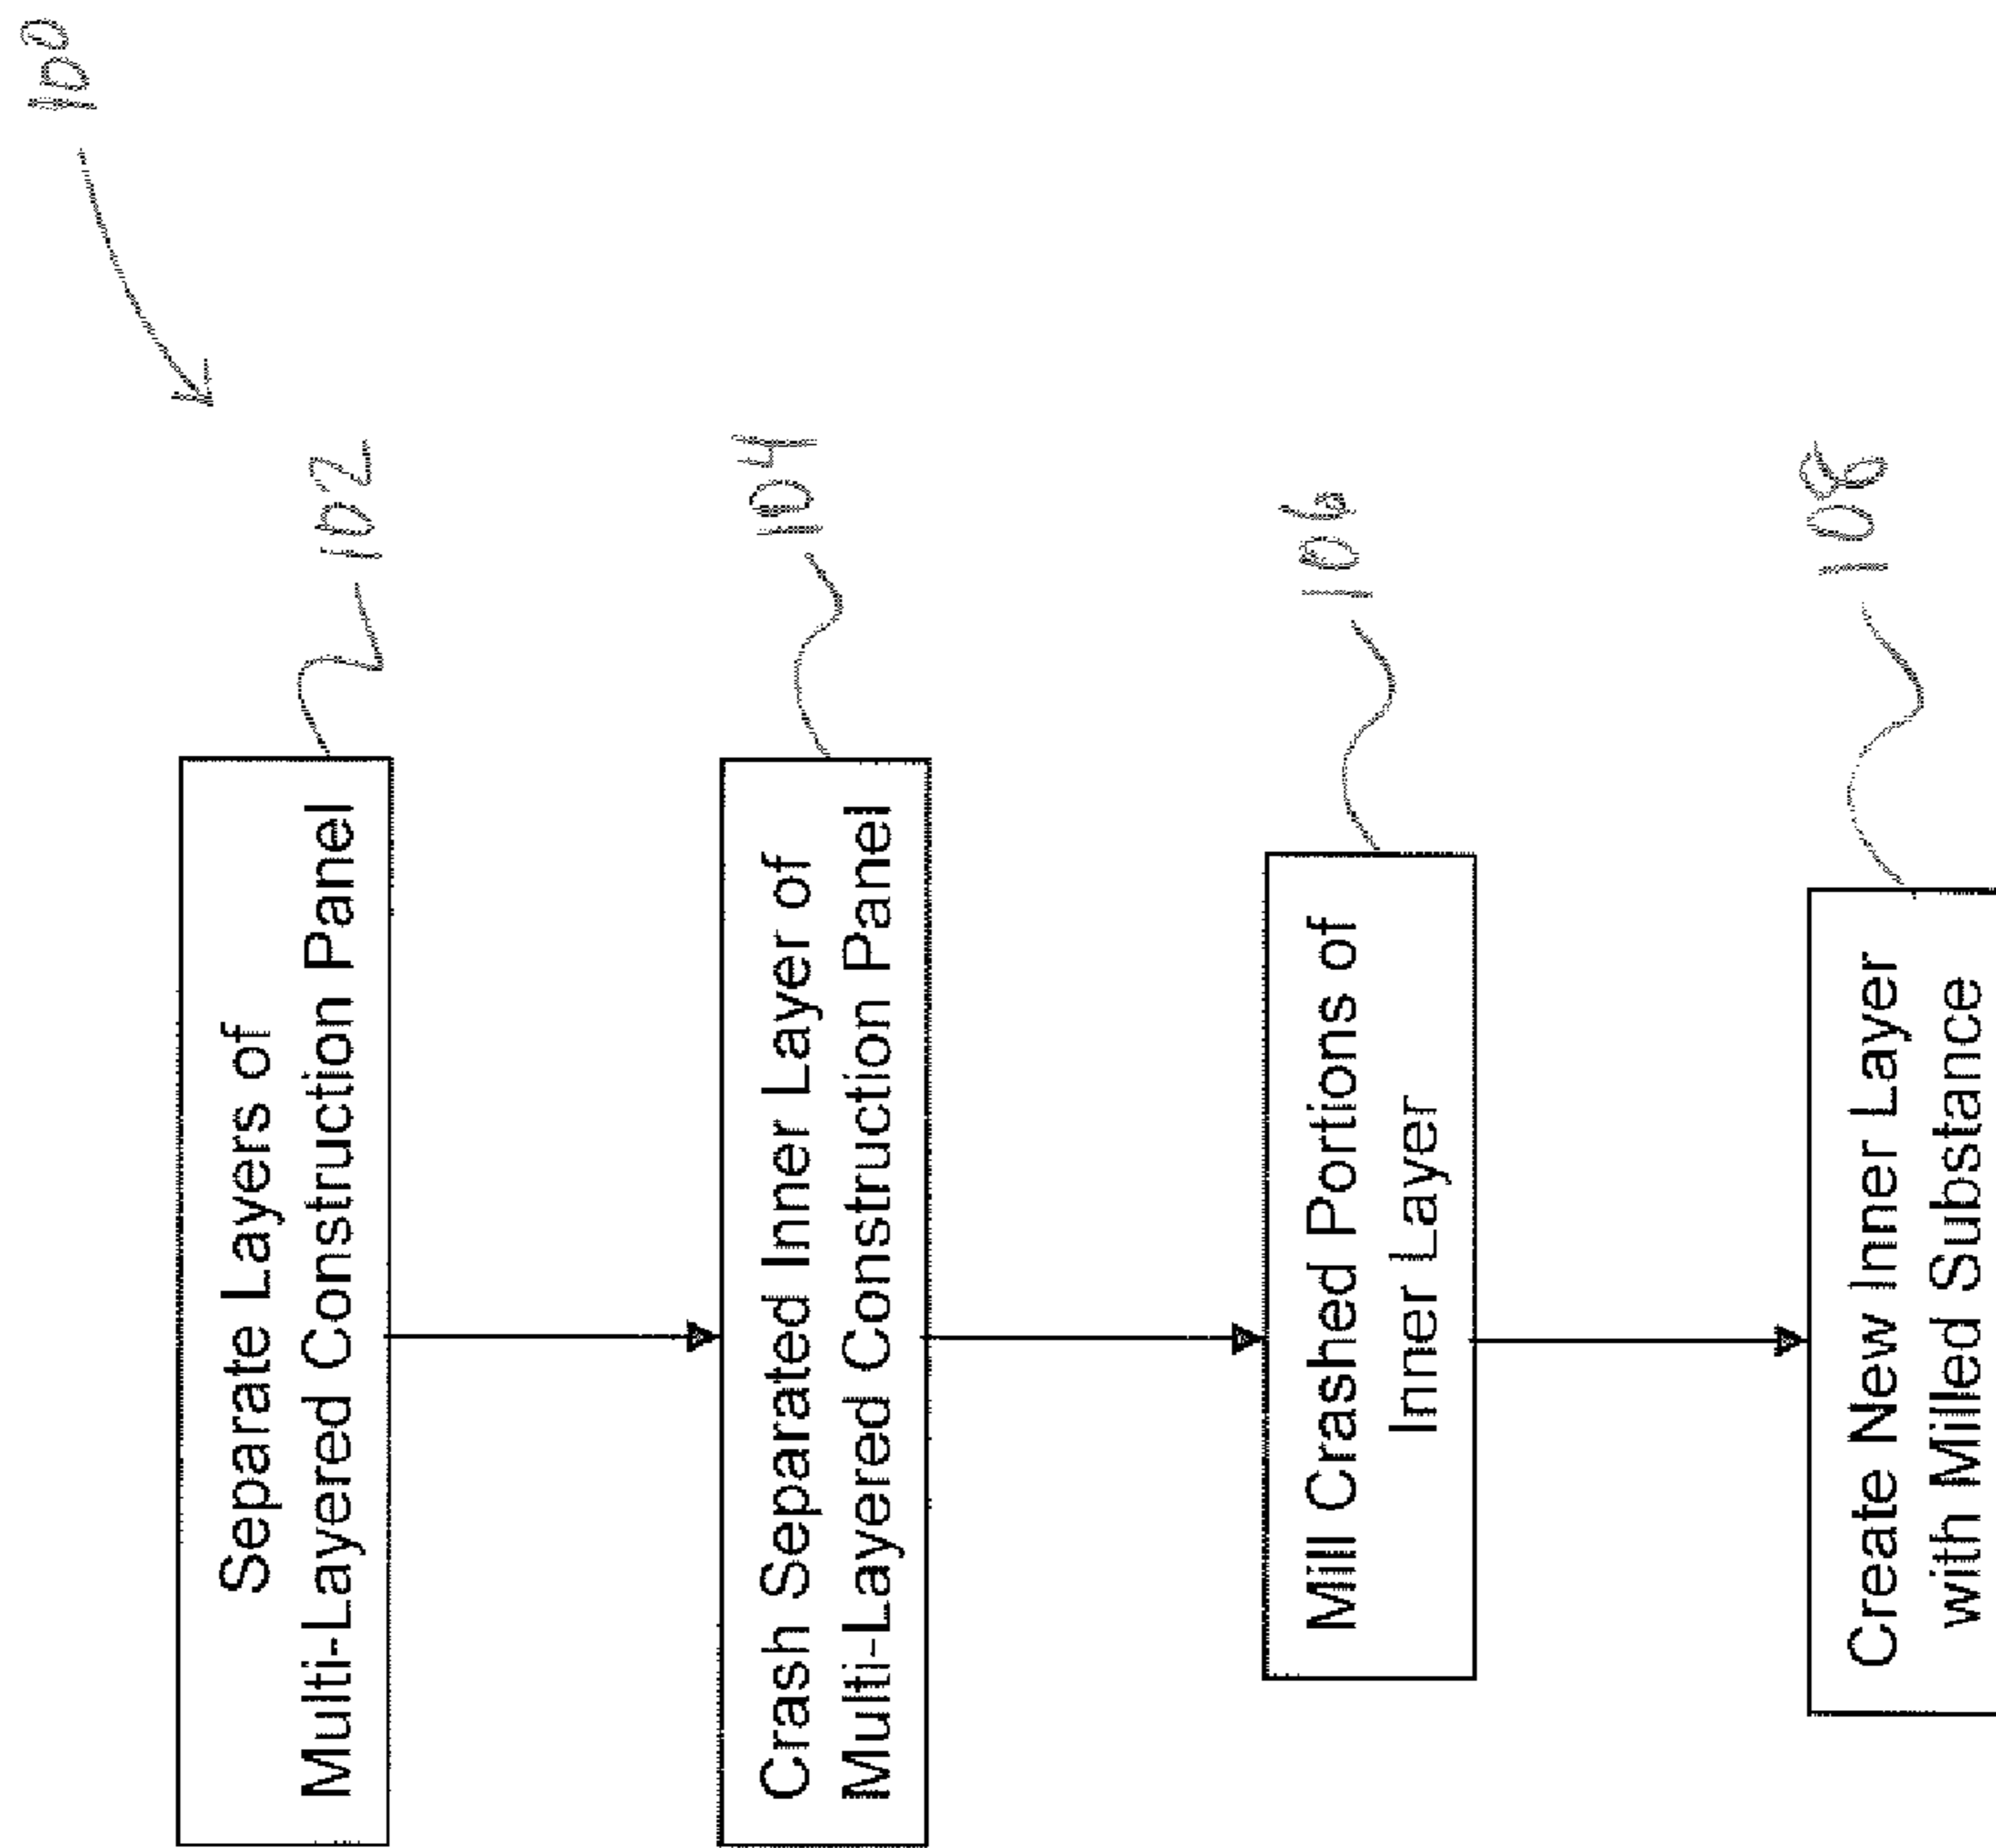 100
102
Separate Layers of
Multi-Layered Construction Panel
104
Crash Separated Inner Layer of
Multi-Layered Construction Panel
106
Mill Crashed Portions of
Inner Layer
108
Create New Inner Layer
with Milled Substance